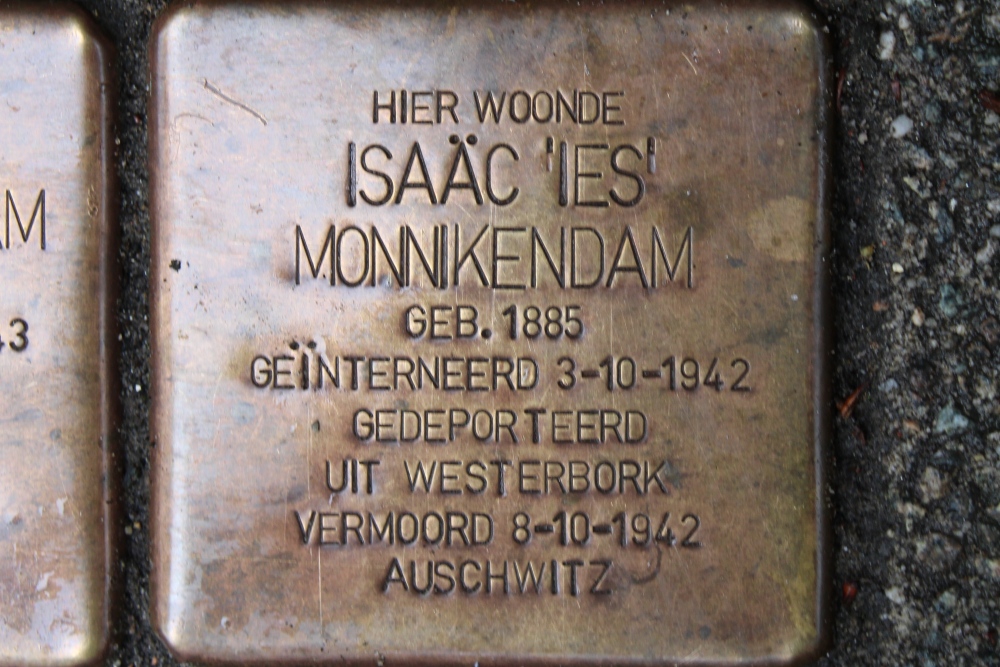 HIER WOONDE
ISAÄC 'IES'
MONNIKENDAM
GEB. 1885
GEÏNTERNEERD 3-10-1942
GEDEPORTEERD
UIT WESTERBORK
VERMOORD 8-10-1942
AUSCHWITZ